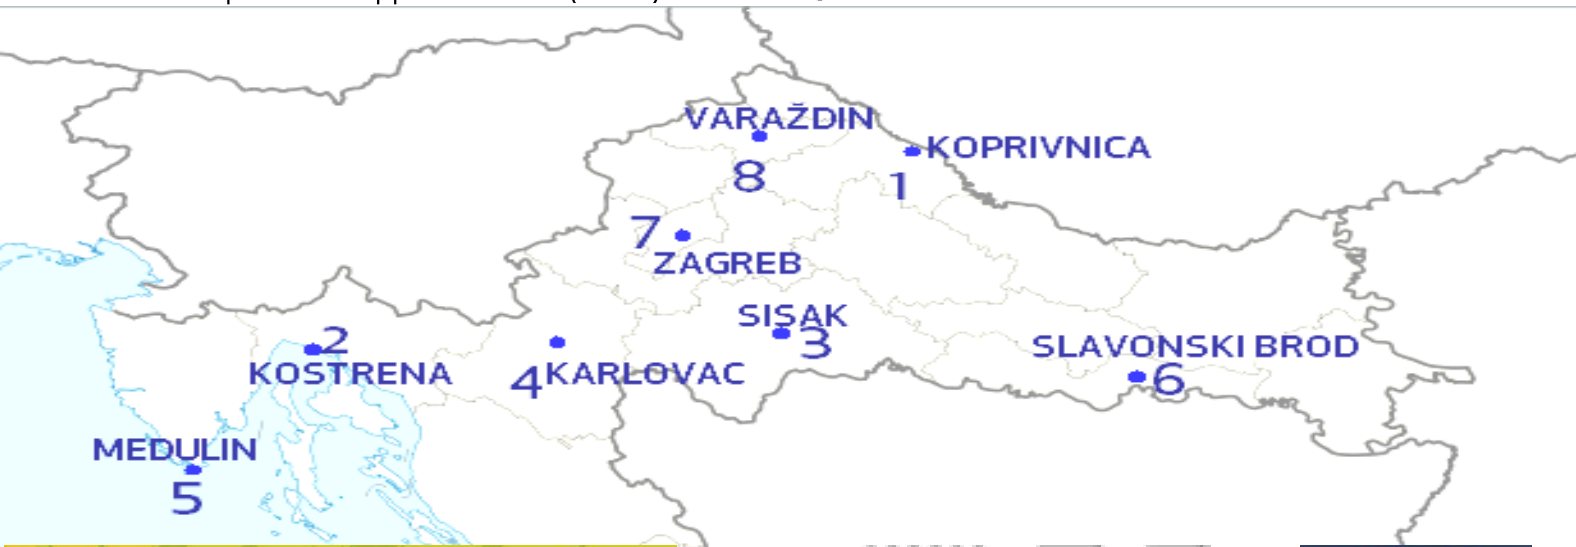 VARAŽDIN
8
KOPRIVNICA
1
7
ZAGREB
2
KOSTRENA
4 KARLOVAC
SISAK
3
SLAVONSKI BROD
6
MEDULIN
5